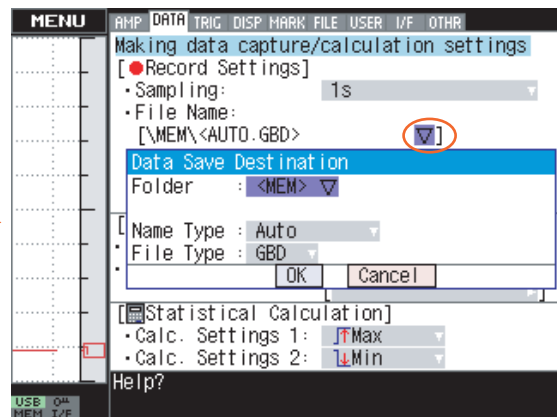 MENU
AMP DATA TRIG DISP MARK FILE USER I/F OTHR
Making data capture/calculation settings
[●Record Settings]
・Sampling: 1s
・File Name:
[\MEM\<AUTO.GBD> ▽]
Data Save Destination
Folder : <MEM> ▽
Name Type : Auto
File Type : GBD
OK Cancel
[Statistical Calculation]
・Calc. Settings 1: Max
・Calc. Settings 2: Min
1
Help?
USB
MEM I/F